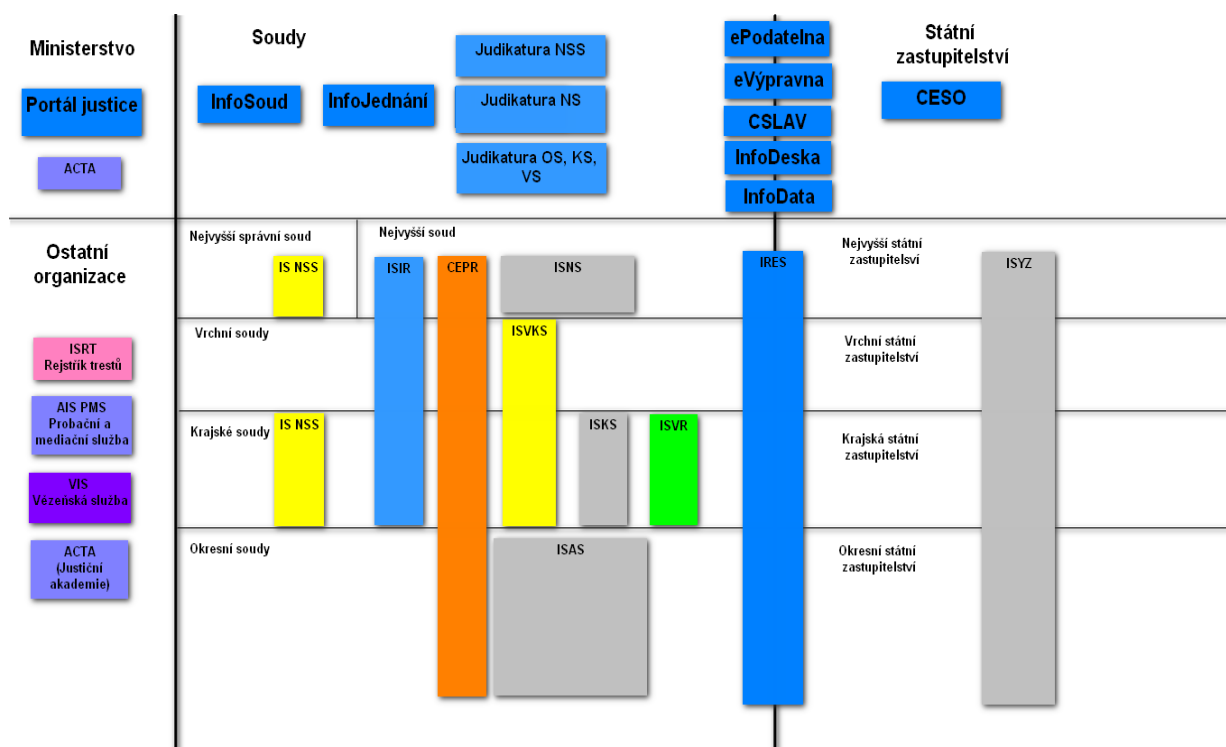 Ministerstvo
Portál justice
ACTA
Soudy
InfoSoud
InfoJednání
Judikatura NSS
Judikatura NS
Judikatura OS, KS,
VS
ePodatelna
eVýpravna
CSLAV
InfoDeska
InfoData
Státní
zastupitelství
CESO
Ostatní
organizace
ISRT
Rejstřík trestů
AIS PMS
Probační a
mediační služba
VIS
Vězeňská služba
ACTA
(Justiční
akademie)
Nejvyšší správní soud
IS NSS
Nejvyšší soud
ISIR
CEPR
ISNS
IRES
Nejvyšší státní
zastupitelsví
ISYZ
Vrchní soudy
ISVKS
Vrchní státní
zastupitelství
Krajské soudy
IS NSS
ISKS
ISVR
Krajská státní
zastupitelství
Okresní soudy
ISAS
Okresní státní
zastupitelství